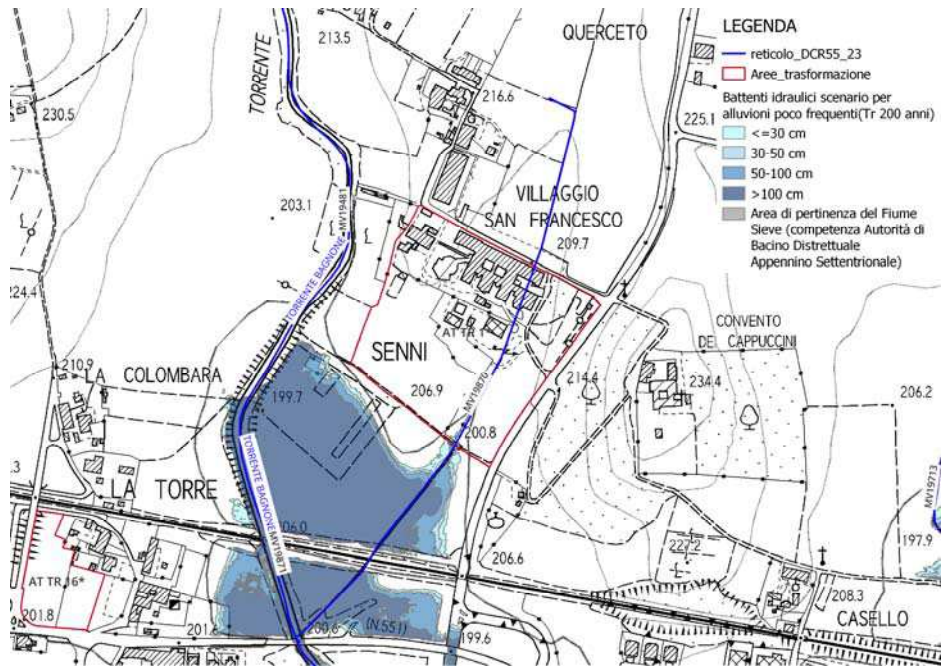 QUERCETO
213.5
TORRENTE
216.6
225.1
230.5
VILLAGGIO
SAN FRANCESCO
209.7
203.1
MV19481
TORRENTE BAGNONE
224.4
AT TR 1
CONVENTO
DEI CAPPUCCINI
SENNI
210.9
LA COLOMBARA
206.9
MV19870
214.4
234.4
206.2
199.7
200.8
TORRENTE BAGNONE
MV19871
LA TORRE
MV19713
206.0
206.6
227.2
197.9
AT TR 16*
208.3
CASELLO
201.8
200.6
(N.551)
199.6
LEGENDA
reticolo_DCR55_23
Aree_trasformazione
Battenti idraulici scenario per
alluvioni poco frequenti(Tr 200 anni)
<=30 cm
30-50 cm
50-100 cm
>100 cm
Area di pertinenza del Fiume
Sieve (competenza Autorità di
Bacino Distrettuale
Appennino Settentrionale)